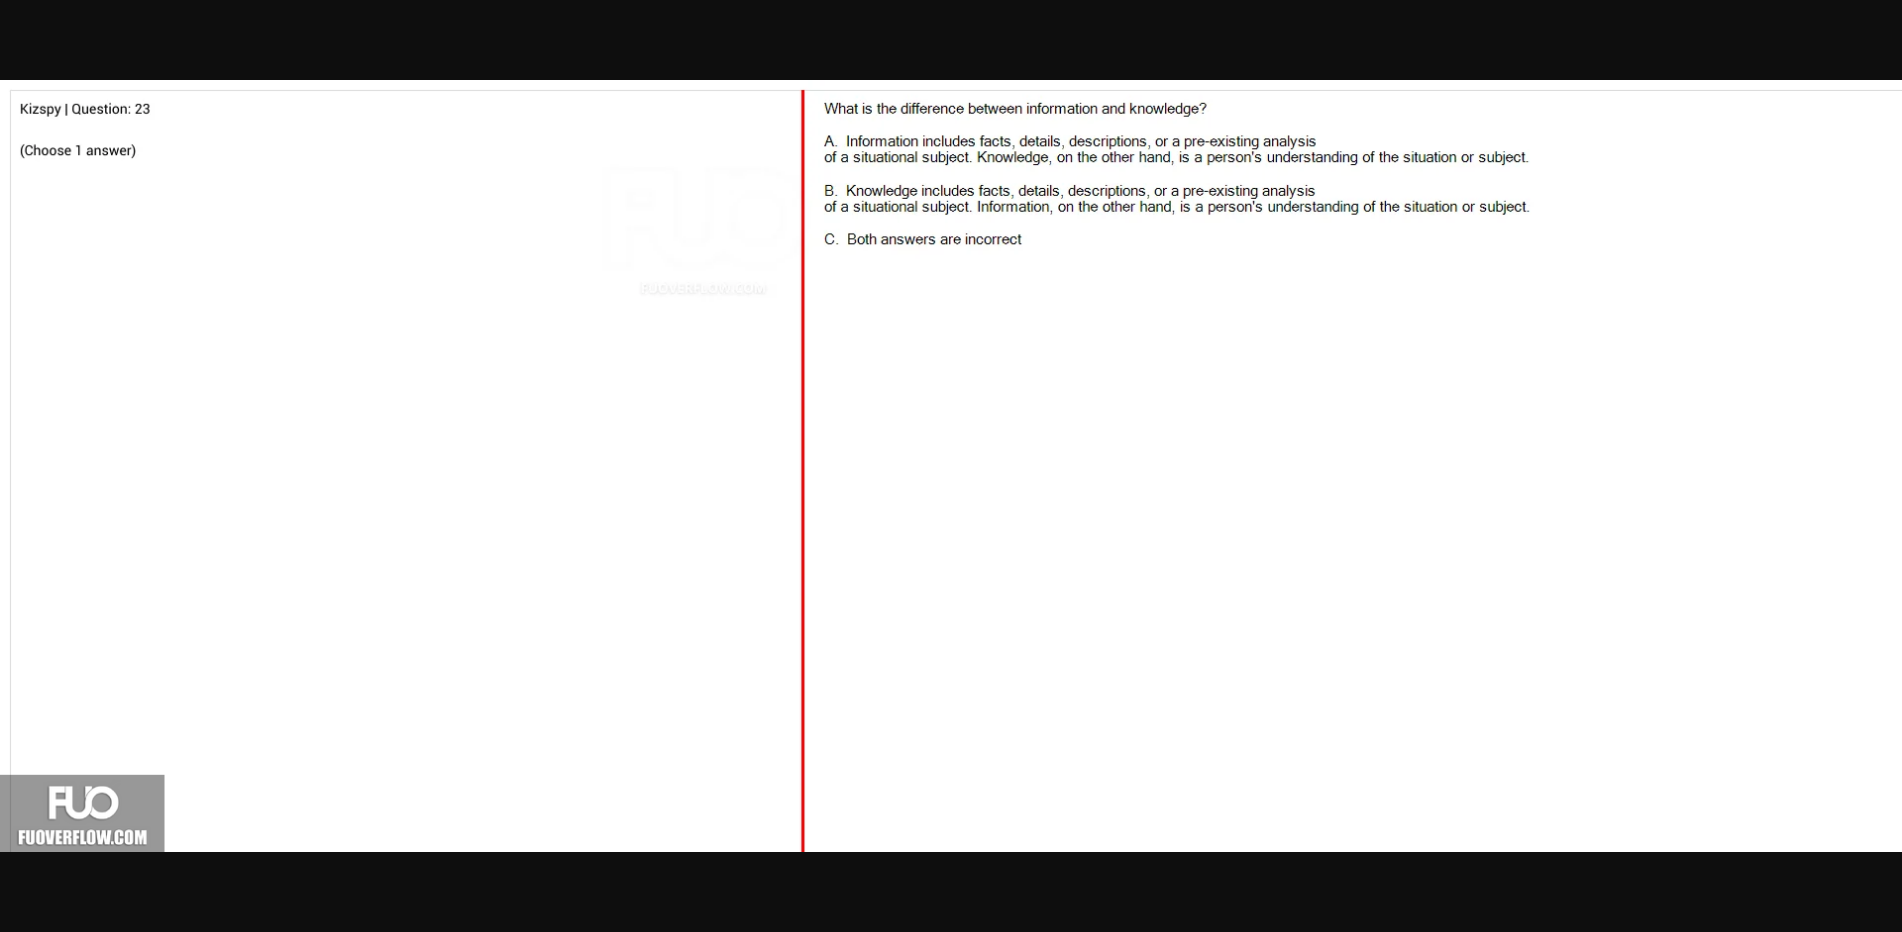 Kizspy | Question: 23
(Choose 1 answer)
What is the difference between information and knowledge?
A. Information includes facts, details, descriptions, or a pre-existing analysis
of a situational subject. Knowledge, on the other hand, is a person's understanding of the situation or subject.
B. Knowledge includes facts, details, descriptions, or a pre-existing analysis
of a situational subject. Information, on the other hand, is a person's understanding of the situation or subject.
C. Both answers are incorrect
FUO
FUOVERFLOW.COM
FUO
FUOVERFLOW.COM